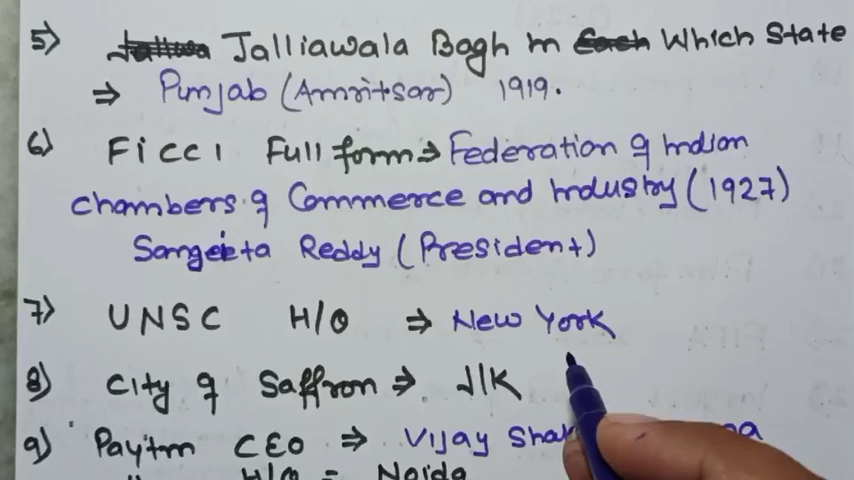 5) Jalliawala Bagh in Which State
⇒ Punjab (Amritsar) 1919.
6) FiCCI Full form ⇒ Federation of Indian
chambers of Commerce and Industry (1927)
Sangeeta Reddy (President)
7) UNSC H/Q ⇒ New York
8) City of Saffron ⇒ J/K
9) Paytm CEO ⇒ Vijay
H/Q = Noida